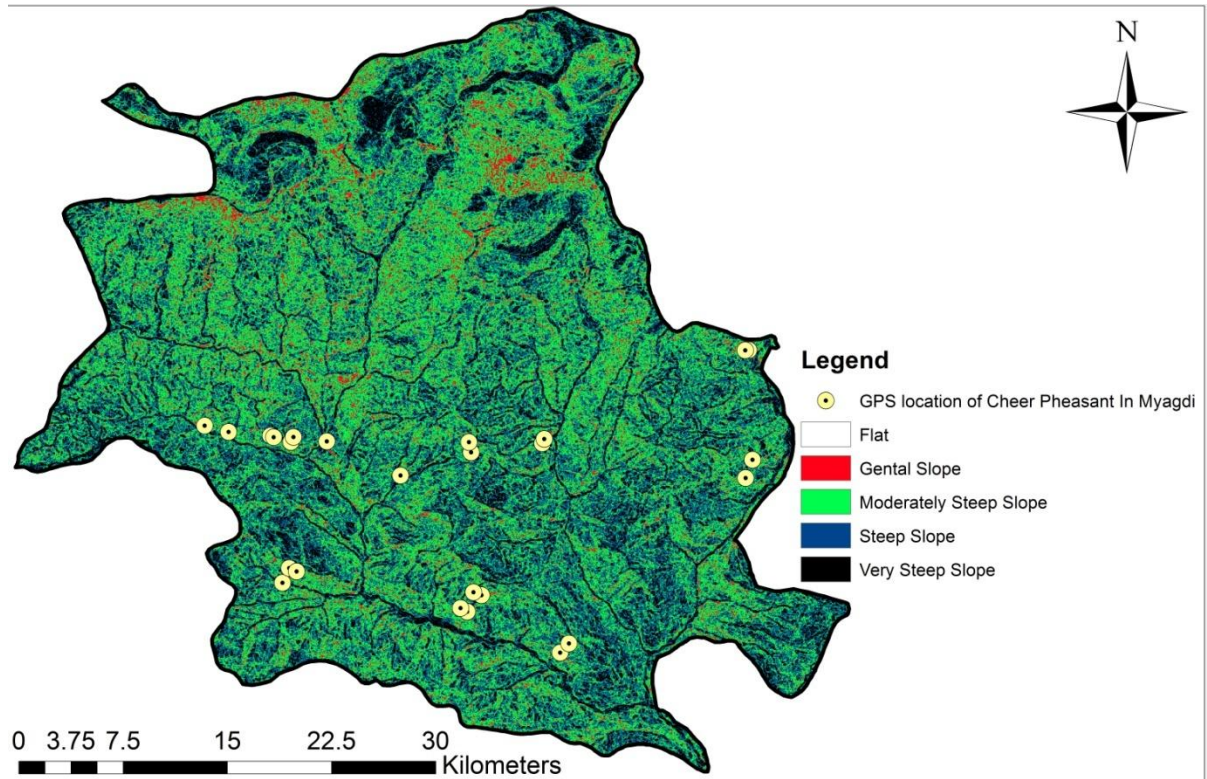 N
Legend
GPS location of Cheer Pheasant In Myagdi
Flat
Gental Slope
Moderately Steep Slope
Steep Slope
Very Steep Slope
0 3.75 7.5 15 22.5 30
Kilometers